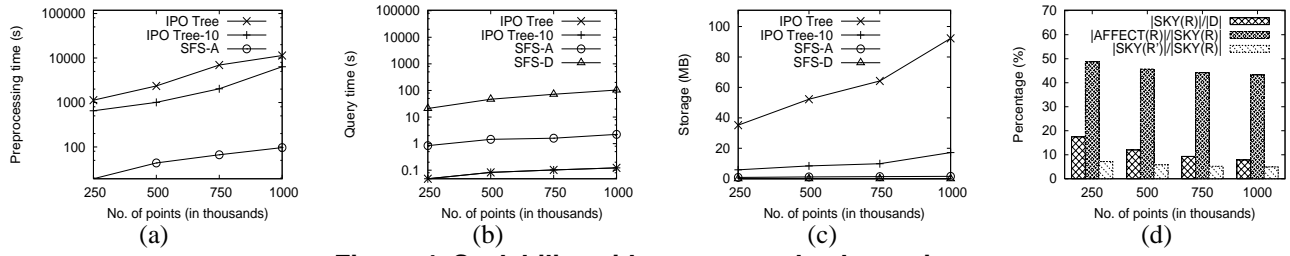 Preprocessing time (s)
100000
10000
1000
100
IPO Tree
IPO Tree-10
SFS-A
250 500 750 1000
No. of points (in thousands)
(a)
Query time (s)
100000
10000
1000
100
10
1
0.1
IPO Tree
IPO Tree-10
SFS-A
SFS-D
250 500 750 1000
No. of points (in thousands)
(b)
Storage (MB)
100
80
60
40
20
0
IPO Tree
IPO Tree-10
SFS-A
SFS-D
250 500 750 1000
No. of points (in thousands)
(c)
Percentage (%)
70
60
50
40
30
20
10
0
|SKY(R)|/|D|
|AFFECT(R)|/|SKY(R)|
|SKY(R')|/|SKY(R)|
250 500 750 1000
No. of points (in thousands)
(d)